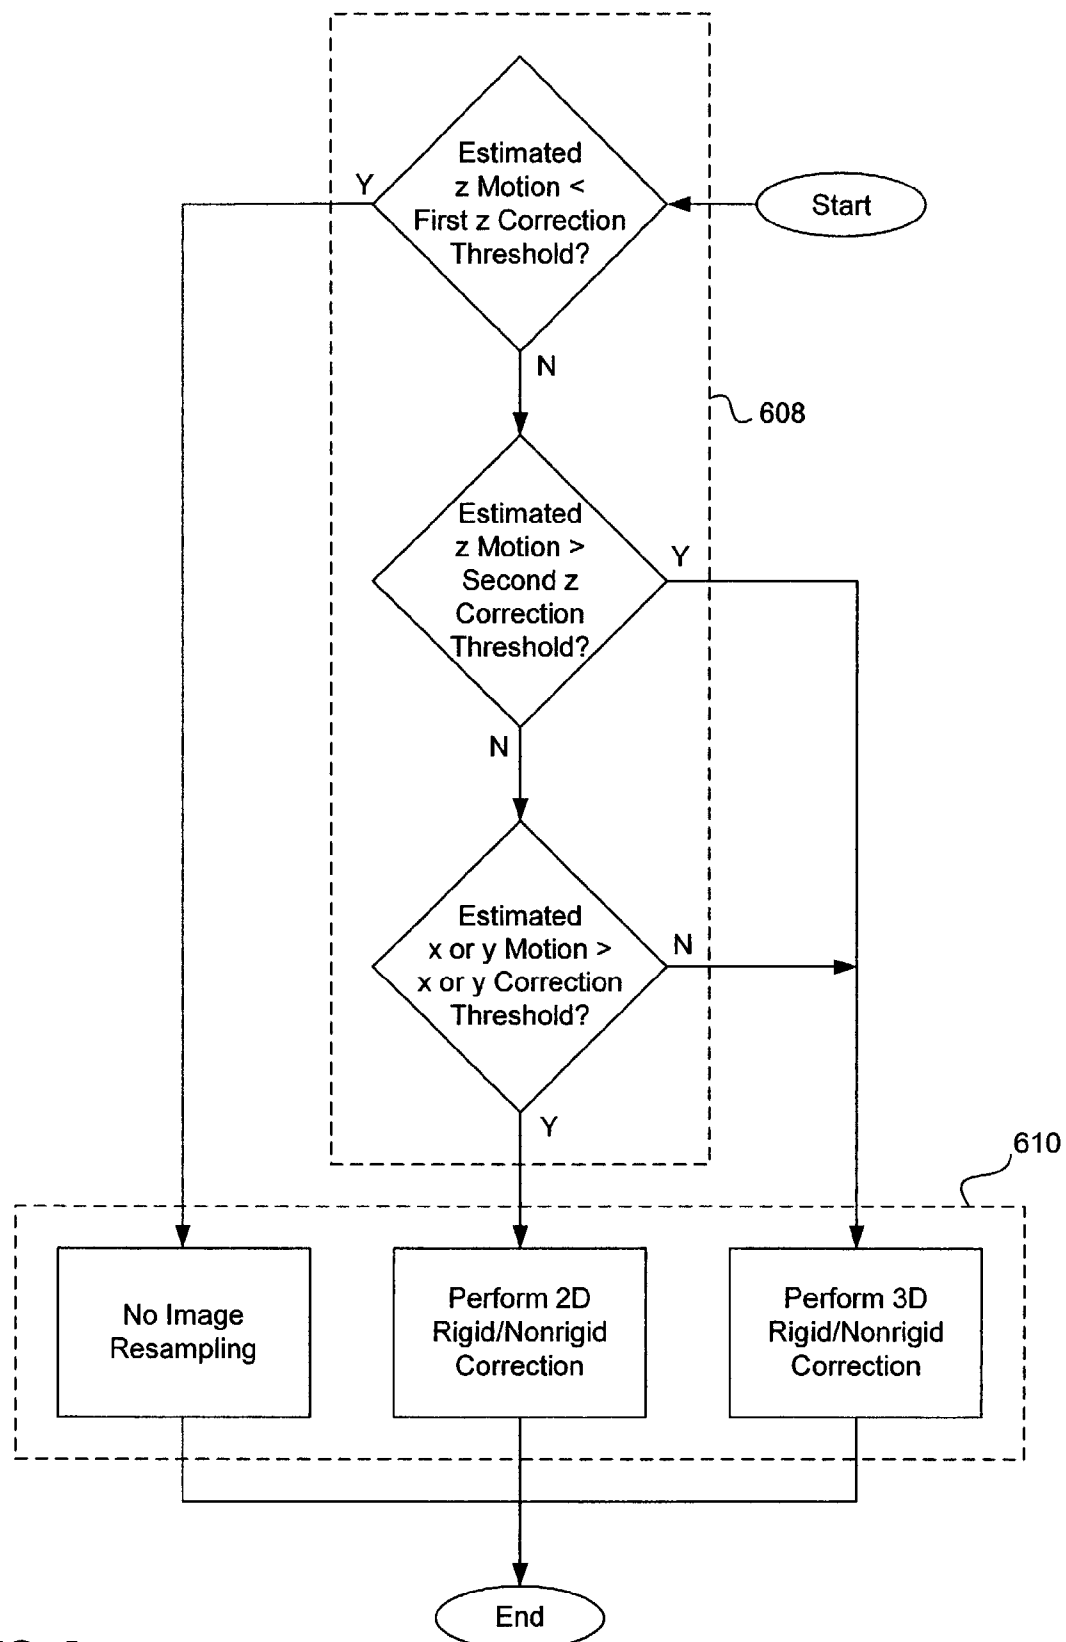 Estimated
z Motion <
First z Correction
Threshold?
Y
Start
N
608
Estimated
z Motion >
Second z
Correction
Threshold?
Y
N
Estimated
x or y Motion >
x or y Correction
Threshold?
N
Y
610
No Image
Resampling
Perform 2D
Rigid/Nonrigid
Correction
Perform 3D
Rigid/Nonrigid
Correction
End